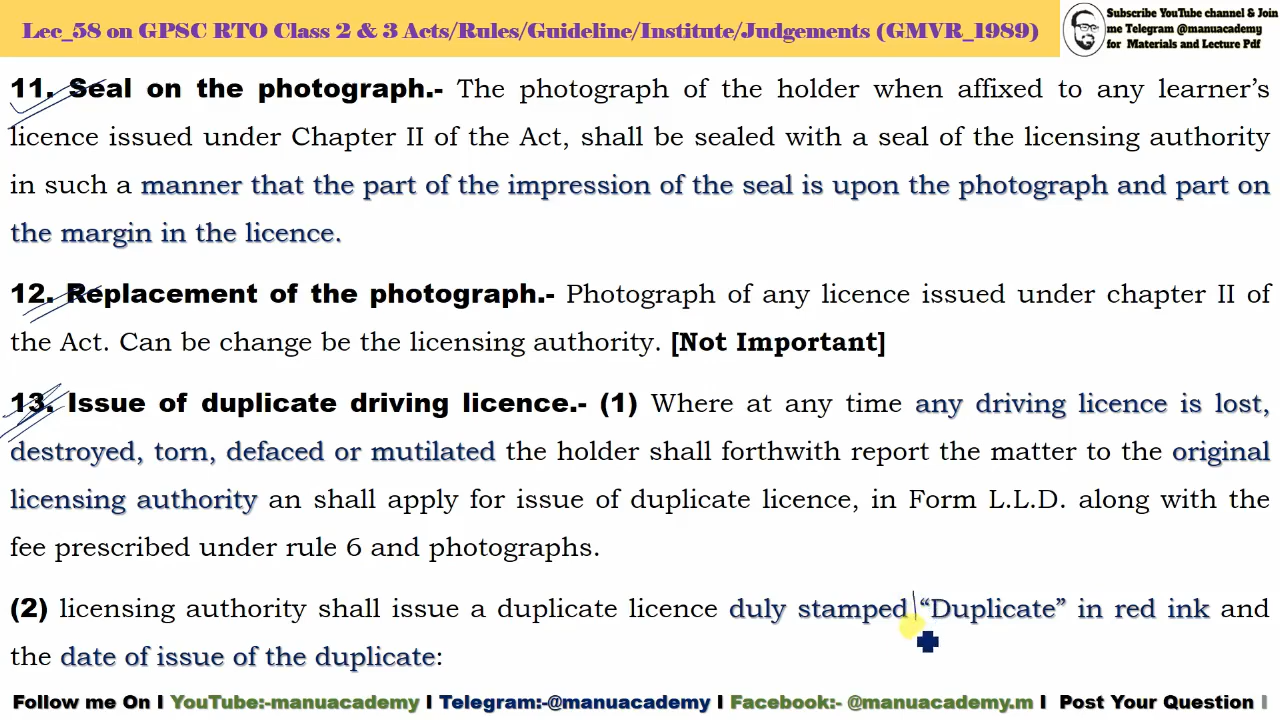 Lec_58 on GPSC RTO Class 2 & 3 Acts/Rules/Guideline/Institute/Judgements (GMVR_1989)
Subscribe YouTube channel & Join
me Telegram @manuacademy
for Materials and Lecture Pdf
11. Seal on the photograph.- The photograph of the holder when affixed to any learner's
licence issued under Chapter II of the Act, shall be sealed with a seal of the licensing authority
in such a manner that the part of the impression of the seal is upon the photograph and part on
the margin in the licence.
12. Replacement of the photograph.- Photograph of any licence issued under chapter II of
the Act. Can be change be the licensing authority. [Not Important]
13. Issue of duplicate driving licence.- (1) Where at any time any driving licence is lost,
destroyed, torn, defaced or mutilated the holder shall forthwith report the matter to the original
licensing authority an shall apply for issue of duplicate licence, in Form L.L.D. along with the
fee prescribed under rule 6 and photographs.
(2) licensing authority shall issue a duplicate licence duly stamped "Duplicate" in red ink and
the date of issue of the duplicate:
Follow me On I YouTube:-manuacademy I Telegram:-@manuacademy I Facebook:- @manuacademy.m I Post Your Question I